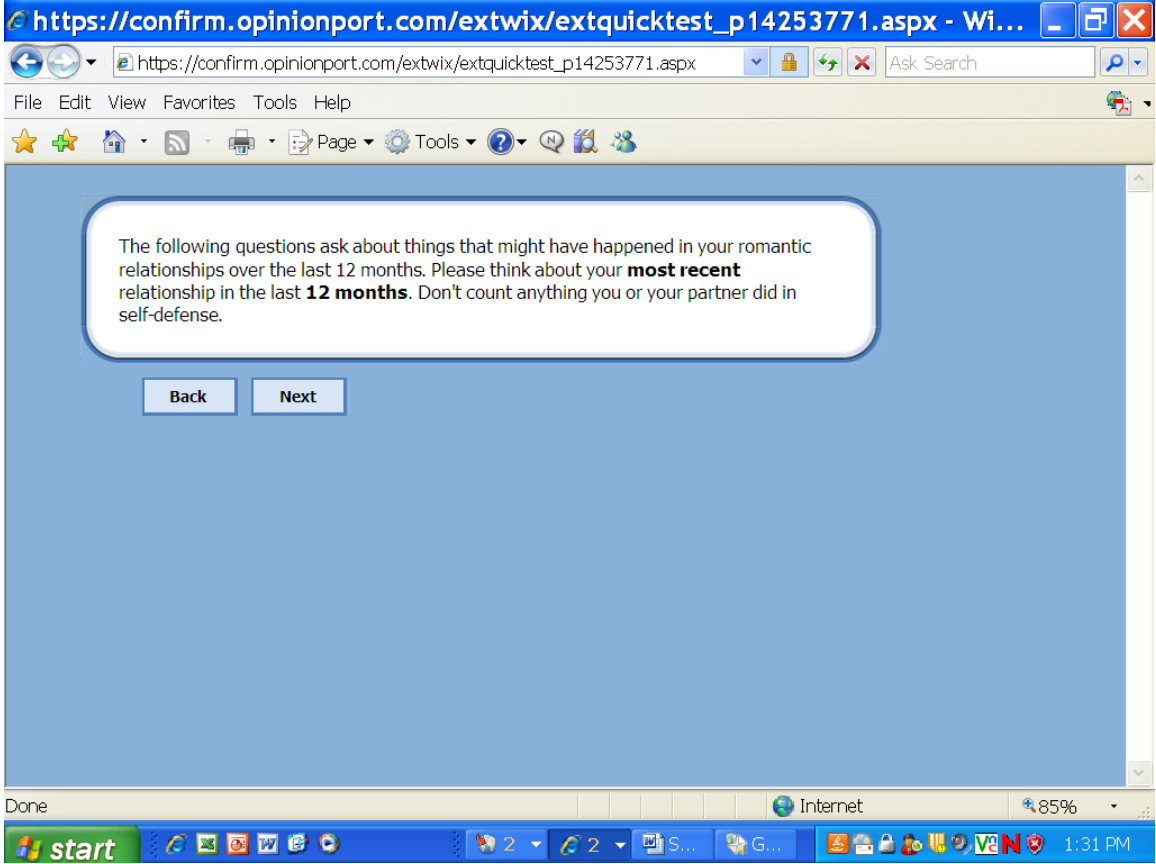 https://confirm.opinionport.com/extwix/extquicktest_p14253771.aspx - Wi...
https://confirm.opinionport.com/extwix/extquicktest_p14253771.aspx
Ask Search
File Edit View Favorites Tools Help
Page Tools
The following questions ask about things that might have happened in your romantic
relationships over the last 12 months. Please think about your most recent
relationship in the last 12 months. Don't count anything you or your partner did in
self-defense.
Back Next
Done Internet 85%
start 2 2 S... G... 1:31 PM